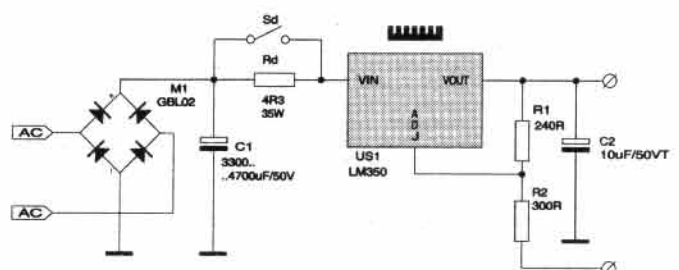 Sd
Rd
4R3
35W
M1
GBL02
+
-
AC
AC
C1
3300..
..4700uF/50V
VIN
VOUT
ADJ
US1
LM350
R1
240R
C2
10uF/50VT
R2
300R